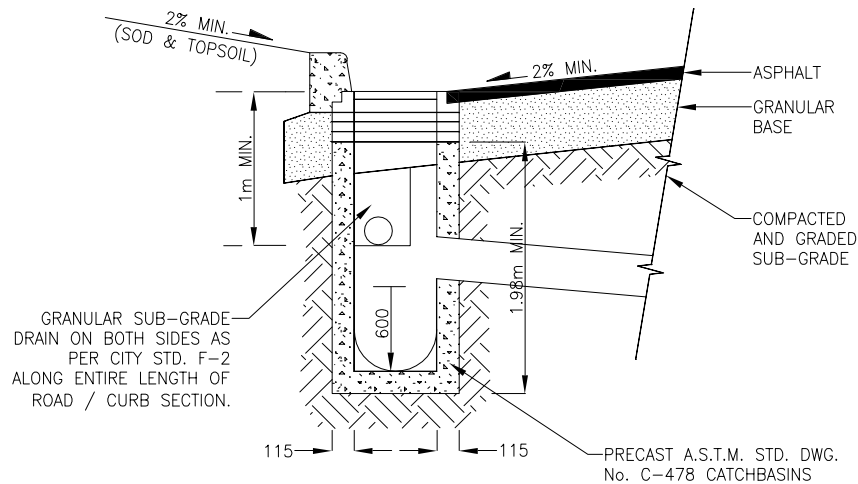 2% MIN.
(SOD & TOPSOIL)
2% MIN.
ASPHALT
GRANULAR
BASE
1m MIN.
COMPACTED
AND GRADED
SUB-GRADE
1.98m MIN.
600
GRANULAR SUB-GRADE
DRAIN ON BOTH SIDES AS
PER CITY STD. F-2
ALONG ENTIRE LENGTH OF
ROAD / CURB SECTION.
115
115
PRECAST A.S.T.M. STD. DWG.
No. C-478 CATCHBASINS